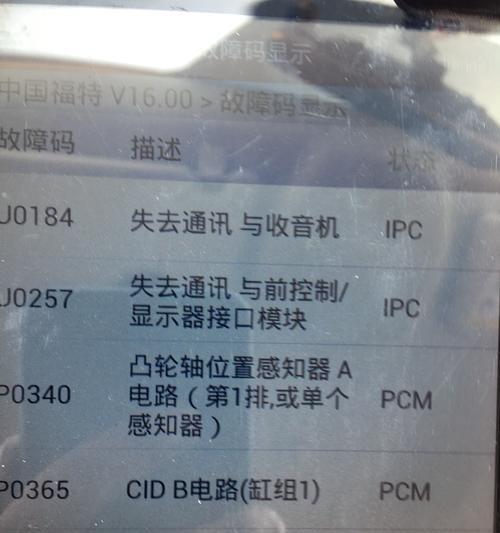 故障码显示
中国福特 V16.00 > 故障码显示
故障码 描述 状态
U0184 失去通讯 与收音机 IPC
U0257 失去通讯 与前控制/
显示器接口模块 IPC
P0340 凸轮轴位置感知器 A
电路（第1排,或单个
感知器） PCM
P0365 CID B电路(缸组1) PCM